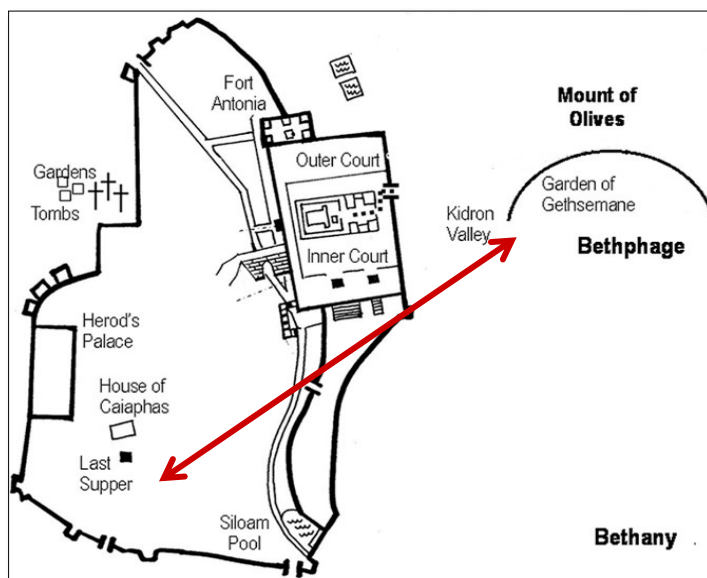 Fort
Antonia
Mount of
Olives
Outer Court
Gardens
Tombs
Garden of
Gethsemane
Kidron
Valley
Bethphage
Inner Court
Herod's
Palace
House of
Caiaphas
Last
Supper
Siloam
Pool
Bethany